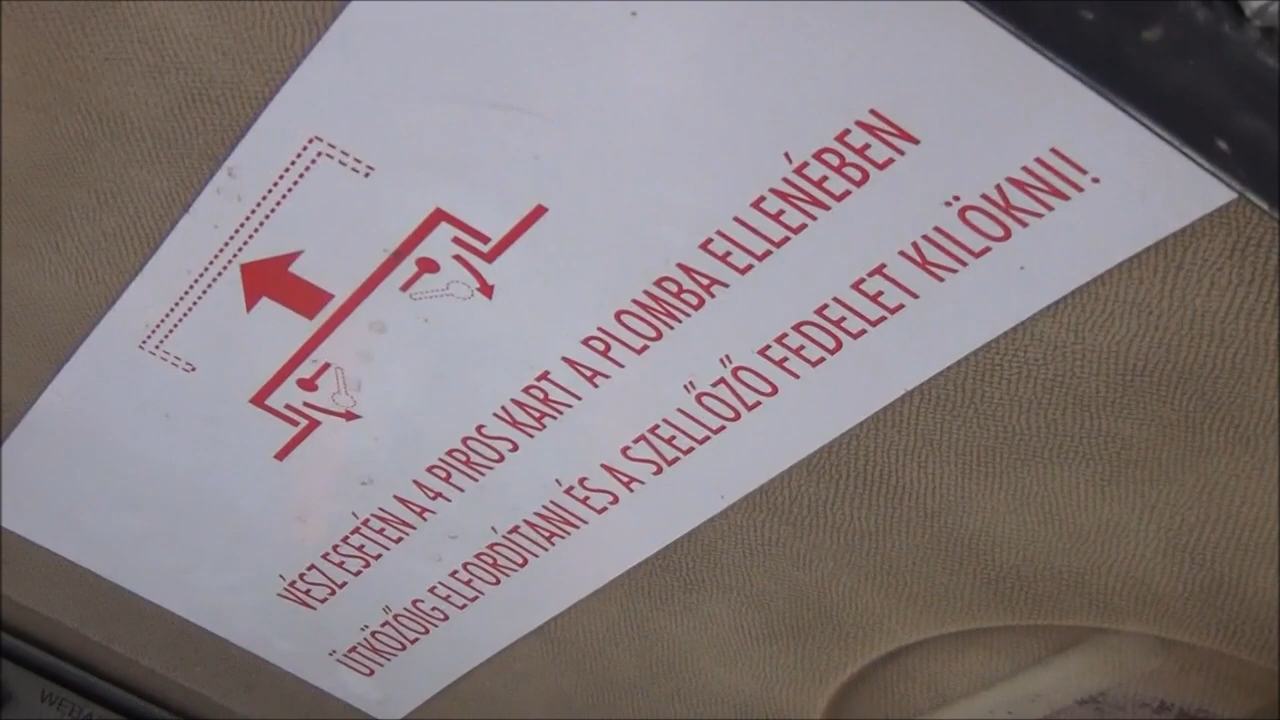 VÉSZ ESETÉN A 4 PIROS KART A PLOMBA ELLENÉBEN
ÜTKÖZŐIG ELFORDÍTANI ÉS A SZELLŐZŐ FEDELET KILÖKNI!